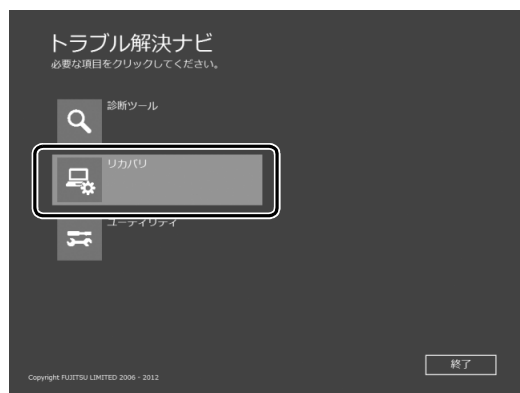 トラブル解決ナビ
必要な項目をクリックしてください。
診断ツール
リカバリ
ユーティリティ
終了
Copyright FUJITSU LIMITED 2006 - 2012